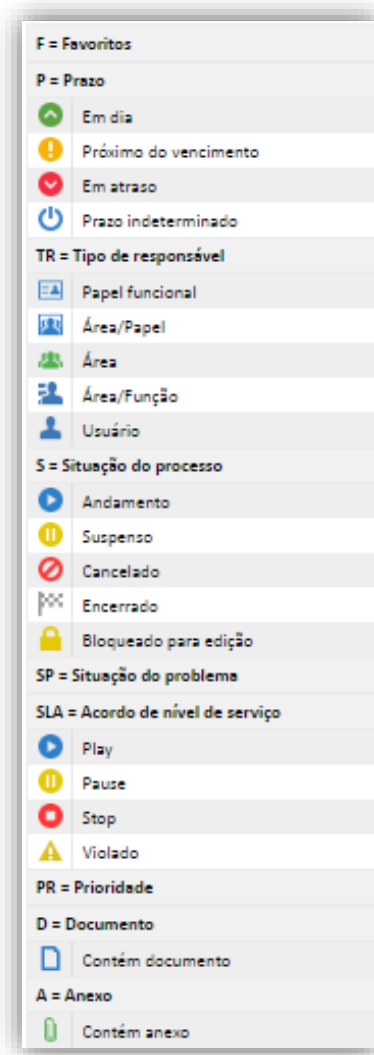 F = Favoritos
P = Prazo
Em dia
Próximo do vencimento
Em atraso
Prazo indeterminado
TR = Tipo de responsável
Papel funcional
Área/Papel
Área
Área/Função
Usuário
S = Situação do processo
Andamento
Suspenso
Cancelado
Encerrado
Bloqueado para edição
SP = Situação do problema
SLA = Acordo de nível de serviço
Play
Pause
Stop
Violado
PR = Prioridade
D = Documento
Contém documento
A = Anexo
Contém anexo